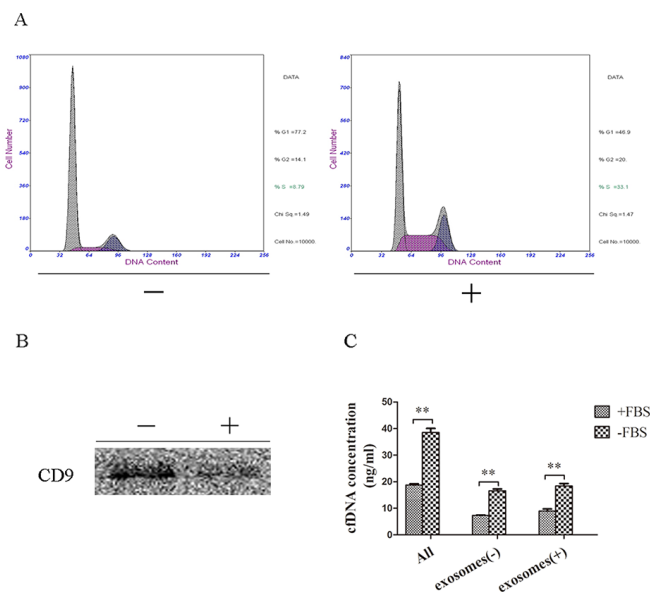 A
1080
900
720
540
360
180
0
Cell Number
0 32 64 96 128 160 192 224 256
DNA Content
DATA
% G1 =77.2
% G2 =14.1
% S =8.79
Chi Sq.=1.49
Cell No.=10000.
−
840
700
560
420
280
140
0
Cell Number
0 32 64 96 128 160 192 224 256
DNA Content
DATA
% G1 =46.9
% G2 =20.
% S =33.1
Chi Sq.=1.47
Cell No.=10000.
+
B
− +
CD9
C
50
40
30
20
10
0
cfDNA concentration
(ng/ml)
**
**
**
All
exosomes(-)
exosomes(+)
+FBS
-FBS